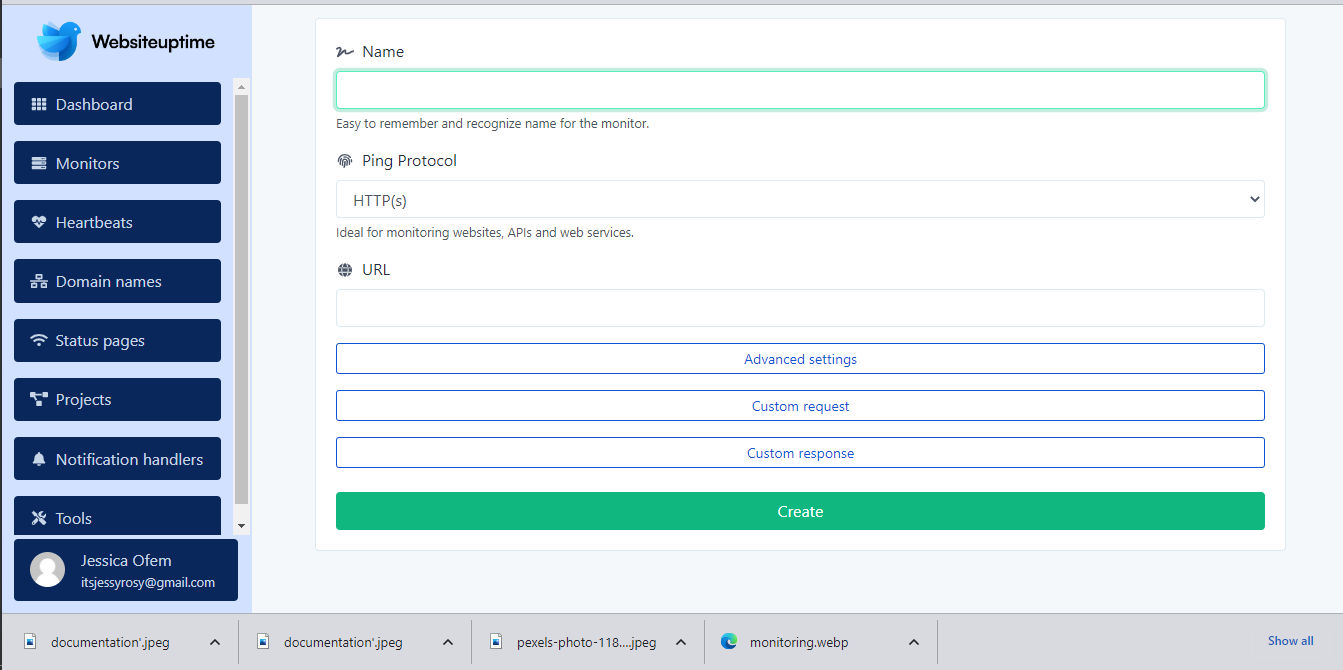 Websiteuptime
Dashboard
Monitors
Heartbeats
Domain names
Status pages
Projects
Notification handlers
Tools
Jessica Ofem
itsjessyrosy@gmail.com
Name
Easy to remember and recognize name for the monitor.
Ping Protocol
HTTP(s)
Ideal for monitoring websites, APIs and web services.
URL
Advanced settings
Custom request
Custom response
Create
documentation'.jpeg
documentation'.jpeg
pexels-photo-118....jpeg
monitoring.webp
Show all